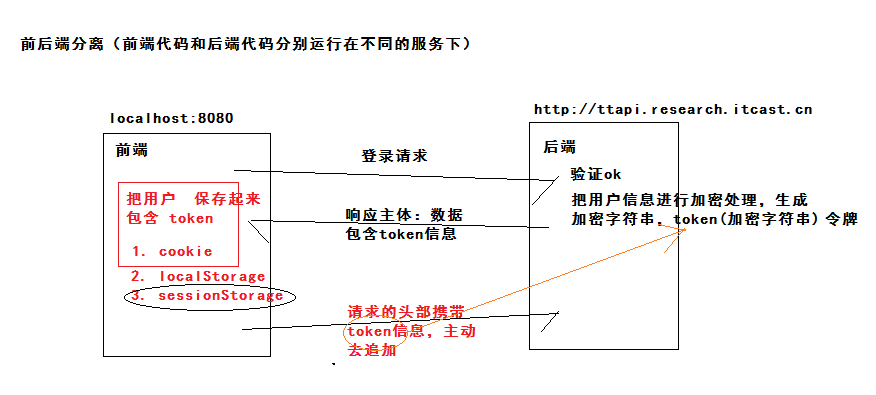 前后端分离（前端代码和后端代码分别运行在不同的服务下）
localhost:8080
http://ttapi.research.itcast.cn
前端
后端
登录请求
验证ok
把用户 保存起来
包含 token
把用户信息进行加密处理，生成
加密字符串。token(加密字符串) 令牌
响应主体：数据
包含token信息
1. cookie
2. localStorage
3. sessionStorage
请求的头部携带
token信息，主动
去追加